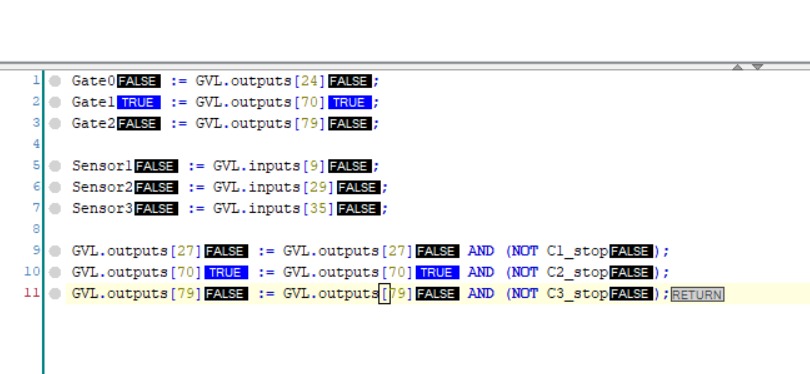 1 Gate0 FALSE := GVL.outputs[24] FALSE ;
2 Gate1 TRUE := GVL.outputs[70] TRUE ;
3 Gate2 FALSE := GVL.outputs[79] FALSE ;
4
5 Sensor1 FALSE := GVL.inputs[9] FALSE ;
6 Sensor2 FALSE := GVL.inputs[29] FALSE ;
7 Sensor3 FALSE := GVL.inputs[35] FALSE ;
8
9 GVL.outputs[27] FALSE := GVL.outputs[27] FALSE AND (NOT C1_stop FALSE );
10 GVL.outputs[70] TRUE := GVL.outputs[70] TRUE AND (NOT C2_stop FALSE );
11 GVL.outputs[79] FALSE := GVL.outputs[79] FALSE AND (NOT C3_stop FALSE ); RETURN